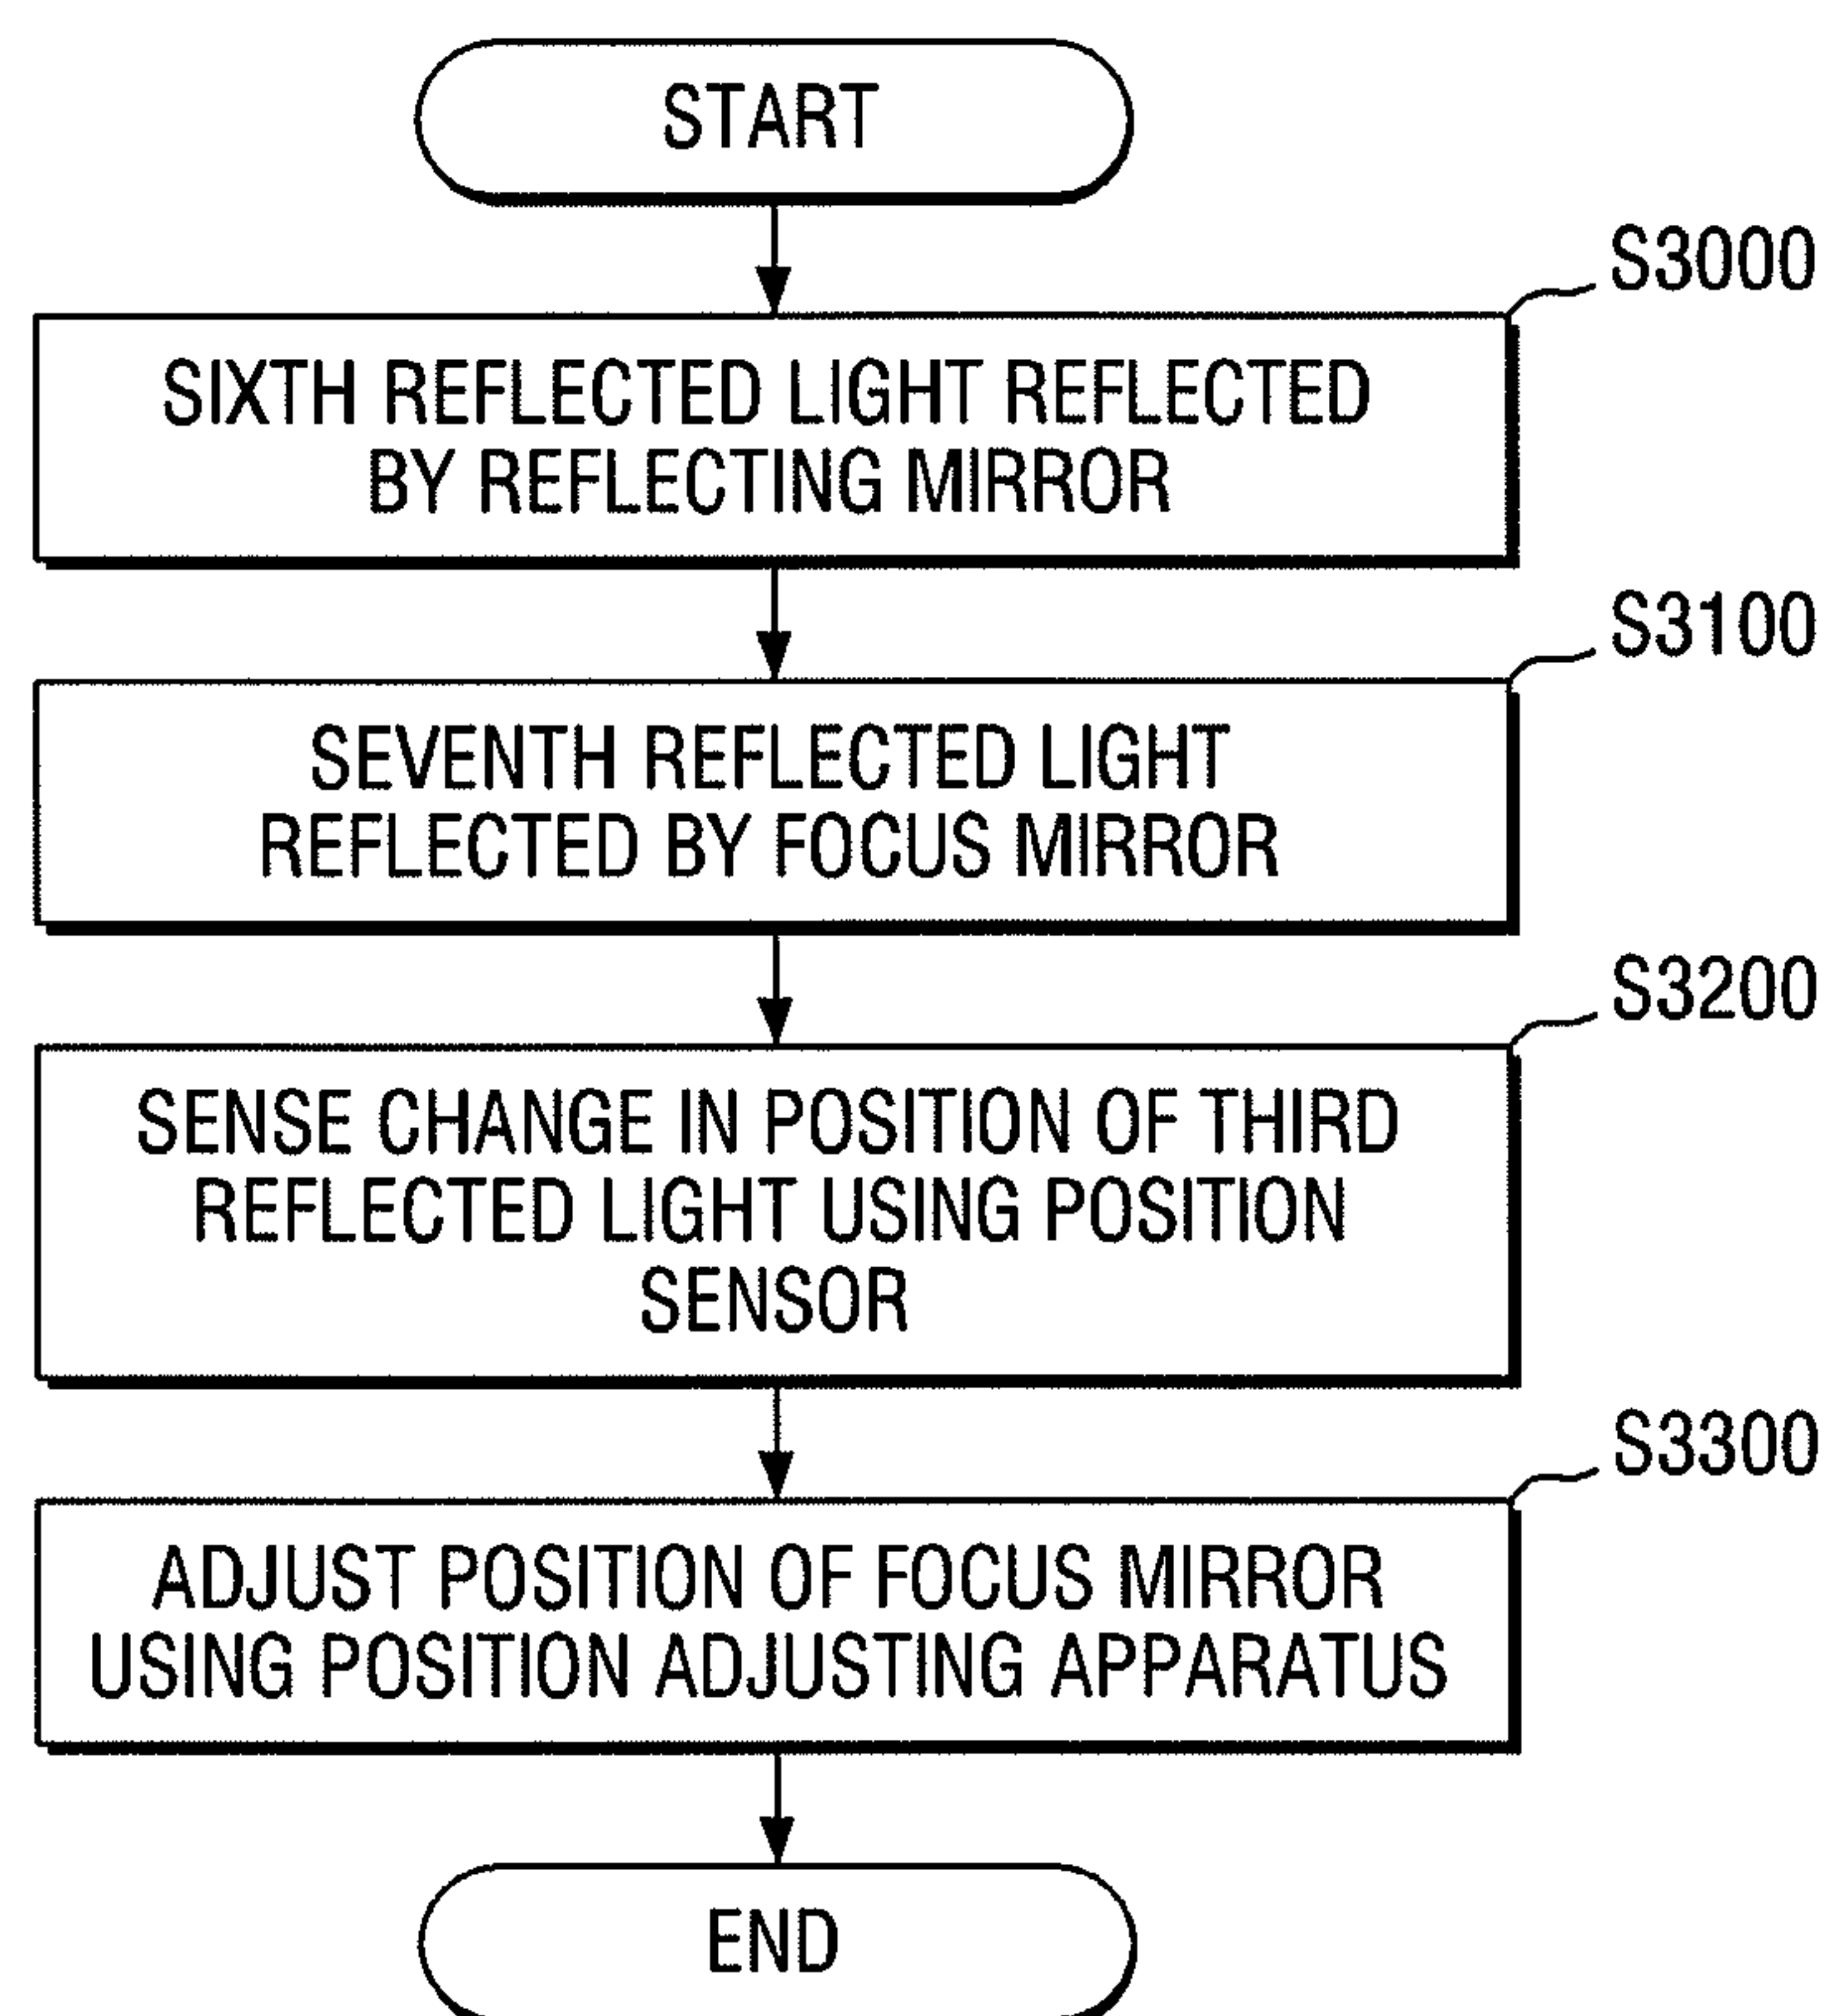 START
S3000
SIXTH REFLECTED LIGHT REFLECTED
BY REFLECTING MIRROR
S3100
SEVENTH REFLECTED LIGHT
REFLECTED BY FOCUS MIRROR
S3200
SENSE CHANGE IN POSITION OF THIRD
REFLECTED LIGHT USING POSITION
SENSOR
S3300
ADJUST POSITION OF FOCUS MIRROR
USING POSITION ADJUSTING APPARATUS
END